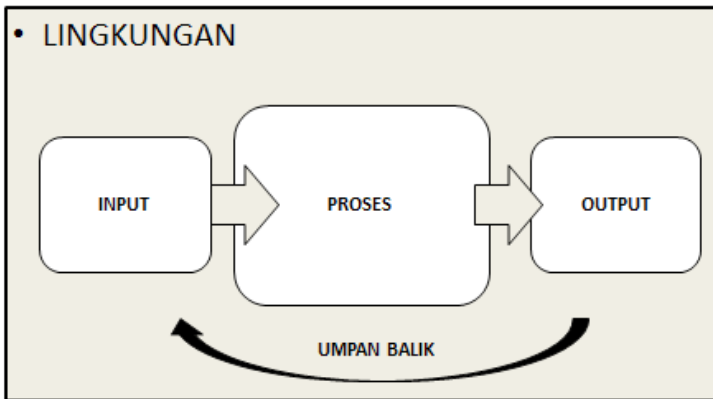 • LINGKUNGAN
INPUT
PROSES
OUTPUT
UMPAN BALIK